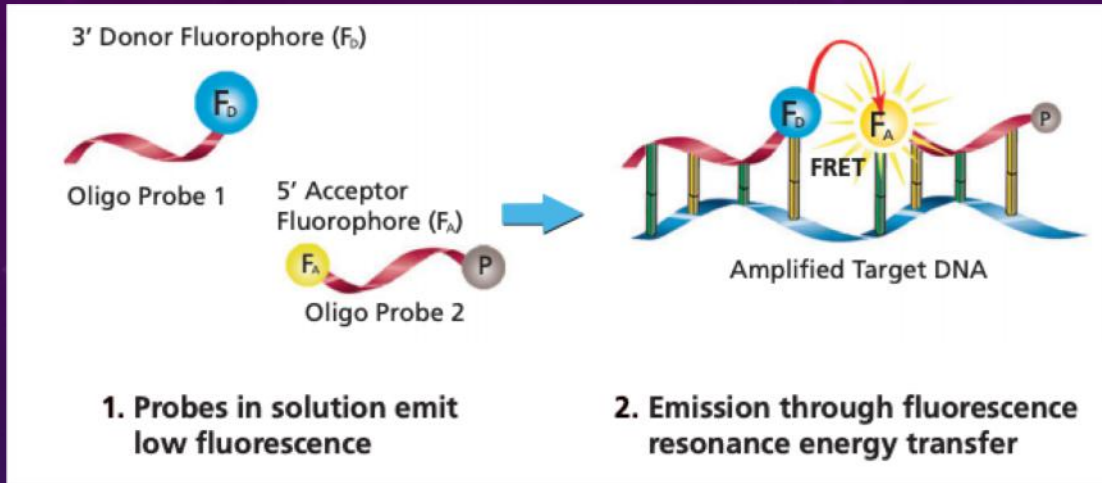 3' Donor Fluorophore (FD)
FD
Oligo Probe 1
5' Acceptor
Fluorophore (FA)
FA
P
Oligo Probe 2
FD
FA
P
FRET
Amplified Target DNA
1. Probes in solution emit
low fluorescence
2. Emission through fluorescence
resonance energy transfer